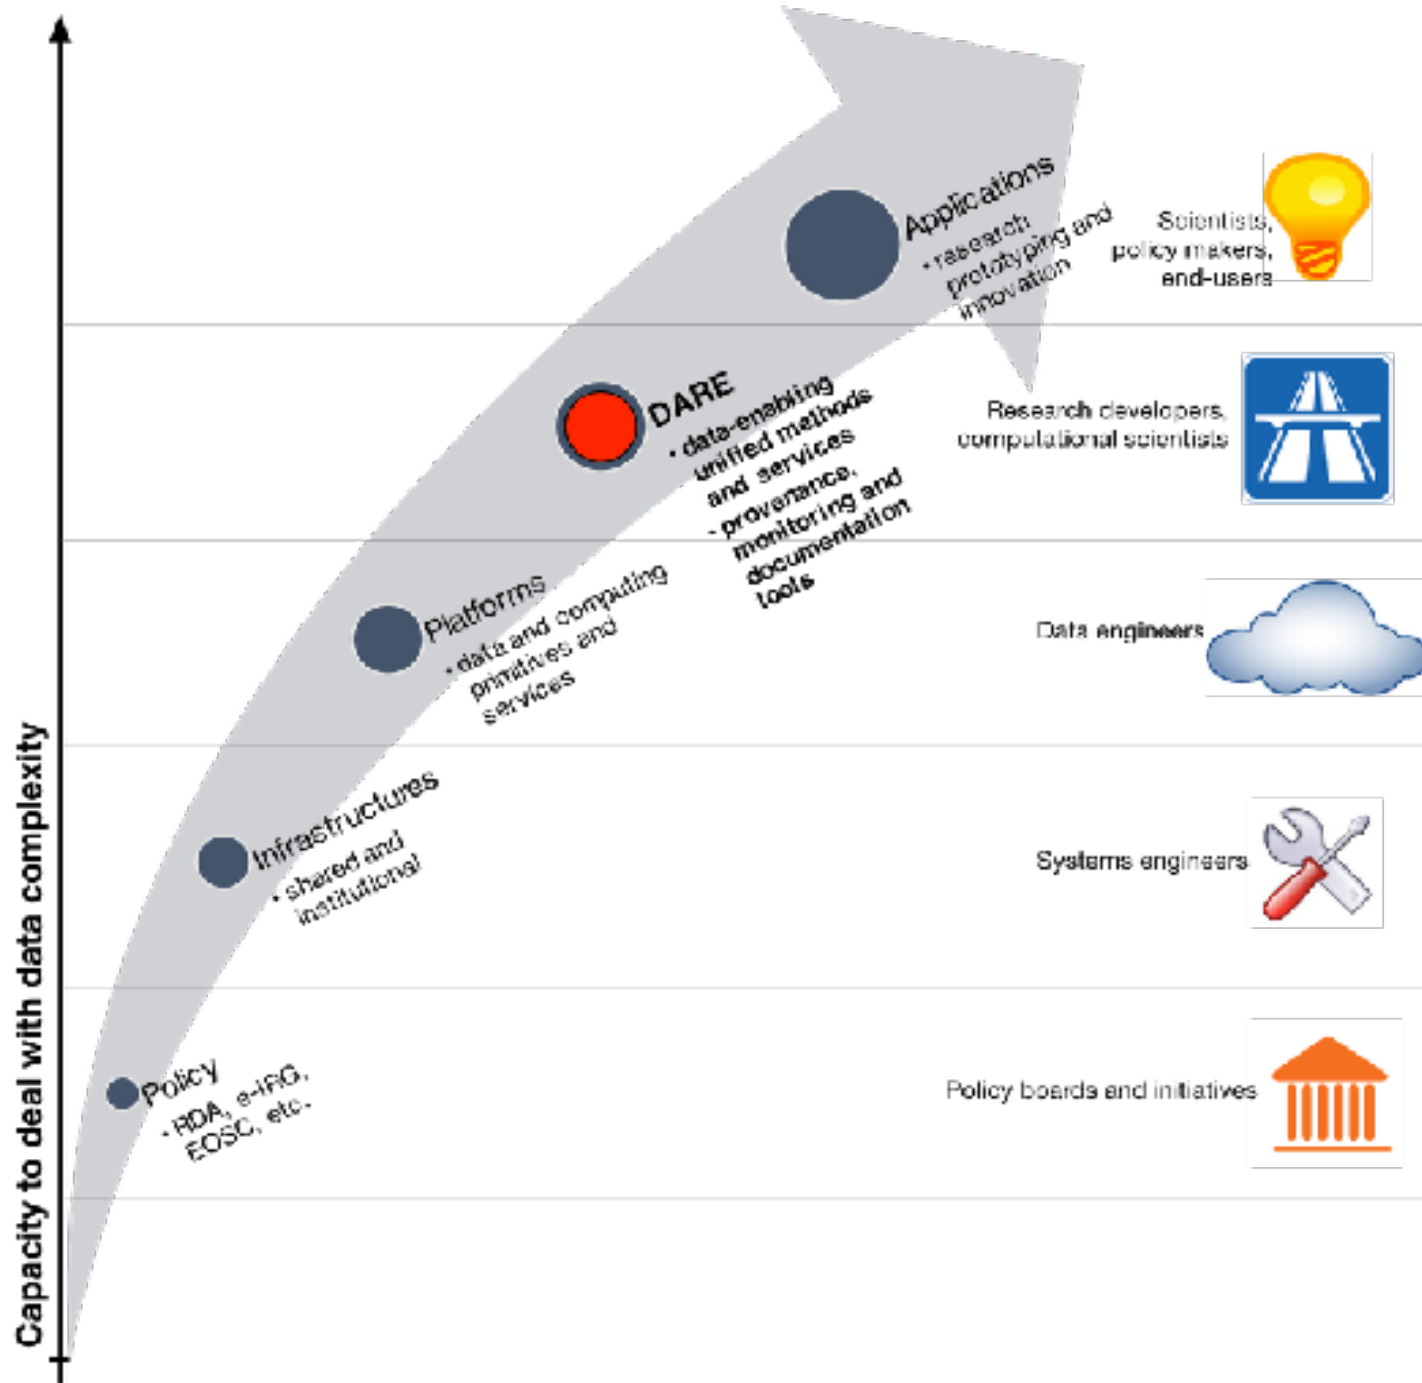 Applications
• research
prototyping and
innovation
Scientists,
policy makers,
end-users
DARE
• data-enabling
unified methods
and services
• provenance,
monitoring and
documentation
tools
Research developers,
computational scientists
Platforms
• data and computing
primitives and
services
Data engineers
Infrastructures
• shared and
institutional
Systems engineers
Policy
• RDA, e-IRG,
EOSC, etc.
Policy boards and initiatives
Capacity to deal with data complexity